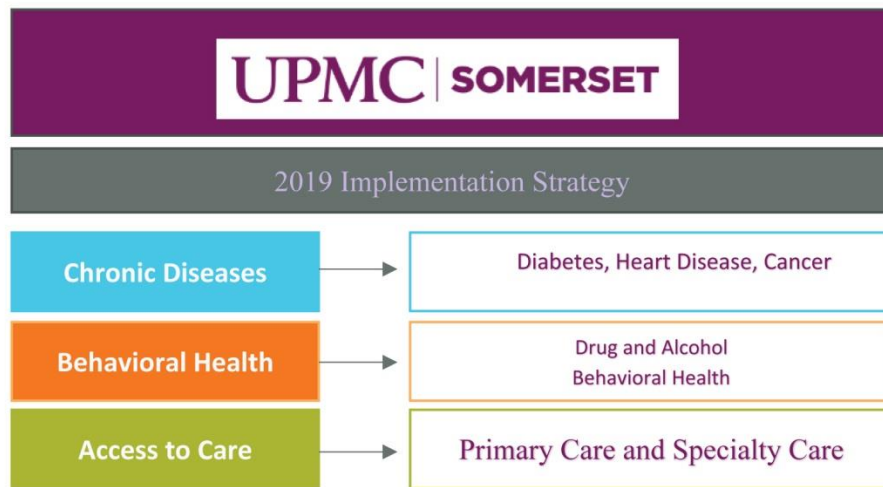 UPMC | SOMERSET
2019 Implementation Strategy
Chronic Diseases
Diabetes, Heart Disease, Cancer
Behavioral Health
Drug and Alcohol
Behavioral Health
Access to Care
Primary Care and Specialty Care